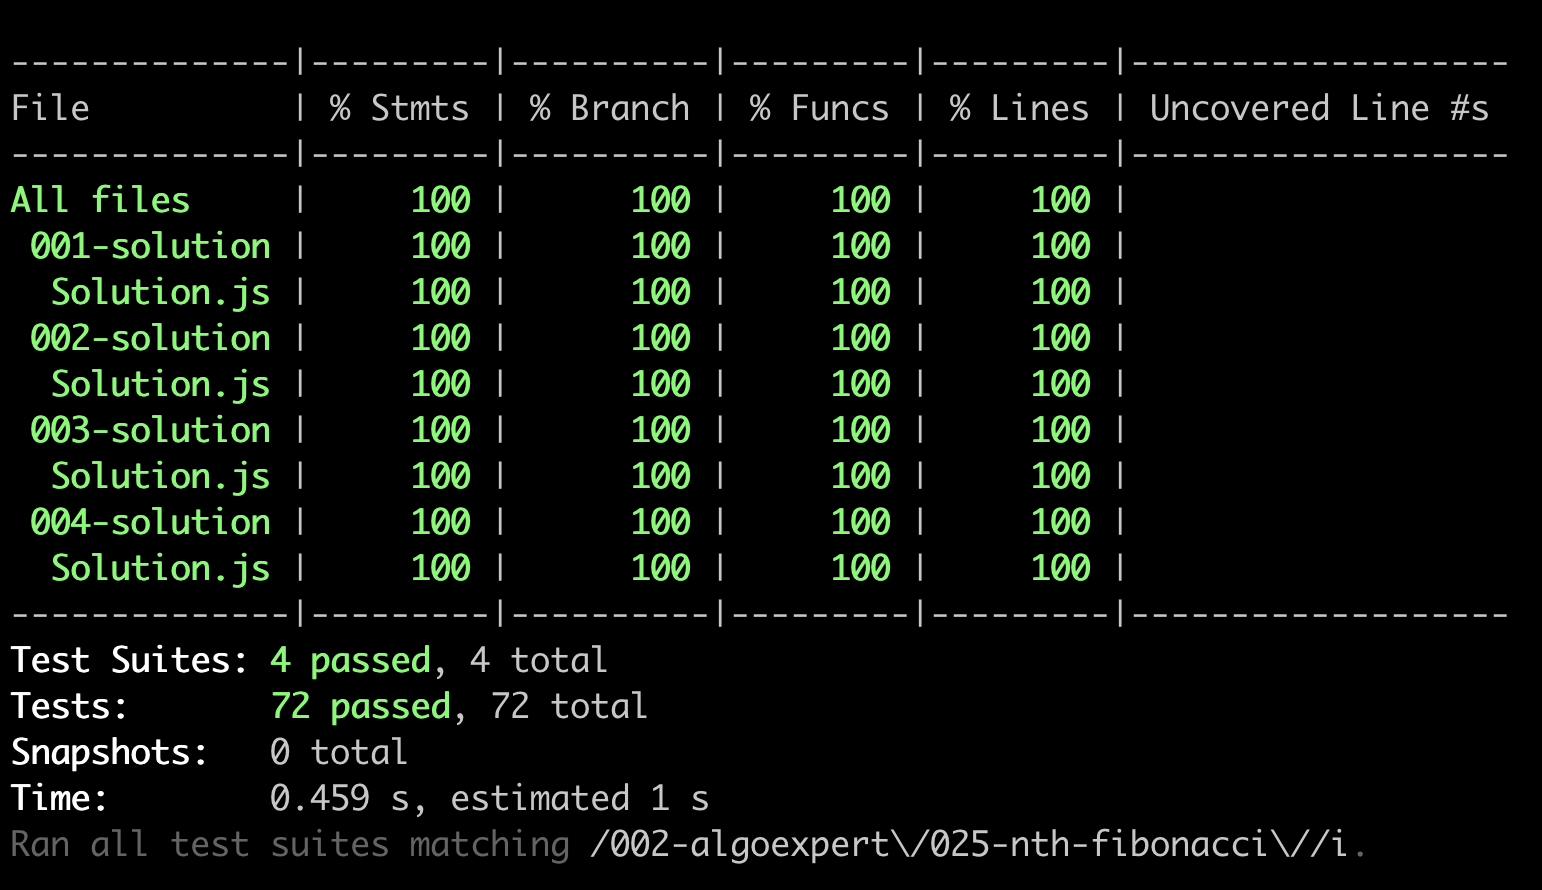 --------------|---------|----------|---------|---------|-------------------
File          | % Stmts | % Branch | % Funcs | % Lines | Uncovered Line #s
--------------|---------|----------|---------|---------|-------------------
All files     |     100 |      100 |     100 |     100 |
 001-solution |     100 |      100 |     100 |     100 |
  Solution.js |     100 |      100 |     100 |     100 |
 002-solution |     100 |      100 |     100 |     100 |
  Solution.js |     100 |      100 |     100 |     100 |
 003-solution |     100 |      100 |     100 |     100 |
  Solution.js |     100 |      100 |     100 |     100 |
 004-solution |     100 |      100 |     100 |     100 |
  Solution.js |     100 |      100 |     100 |     100 |
--------------|---------|----------|---------|---------|-------------------
Test Suites: 4 passed, 4 total
Tests:       72 passed, 72 total
Snapshots:   0 total
Time:        0.459 s, estimated 1 s
Ran all test suites matching /002-algoexpert\/025-nth-fibonacci\//i.